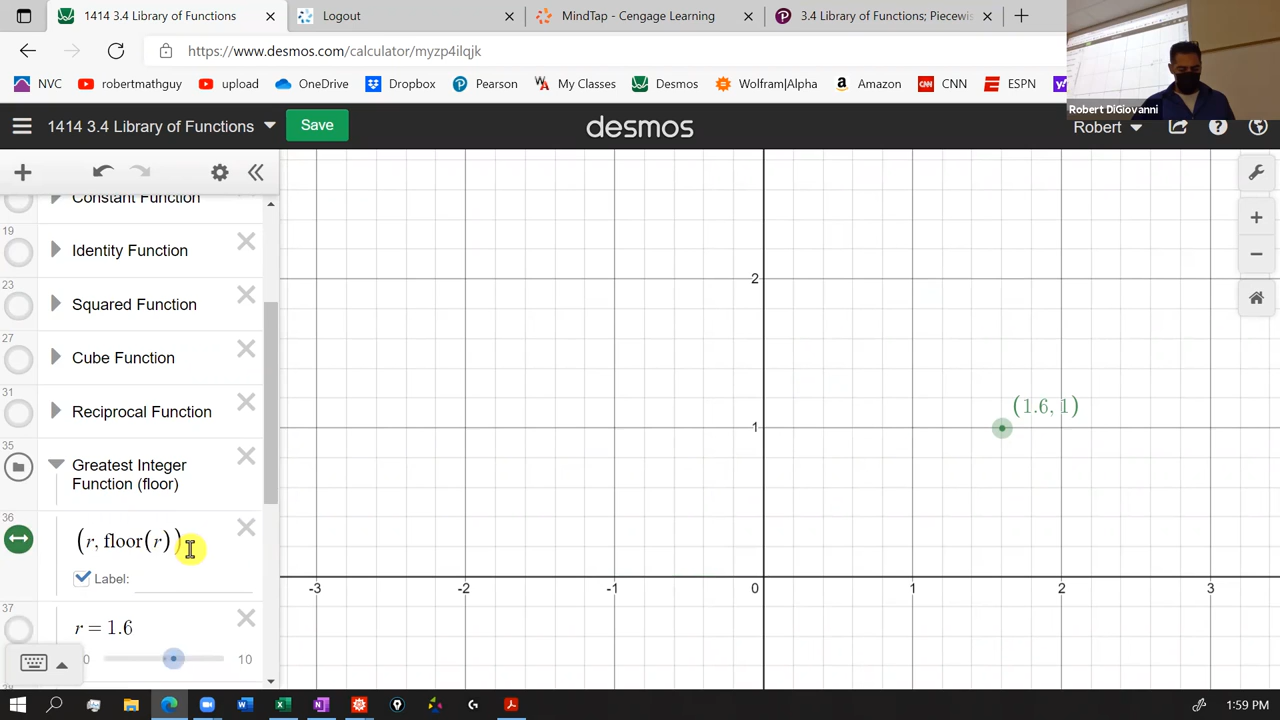 1414 3.4 Library of Functions
Logout
MindTap - Cengage Learning
3.4 Library of Functions; Piecewis
https://www.desmos.com/calculator/myzp4ilqjk
NVC
robertmathguy
upload
OneDrive
Dropbox
Pearson
My Classes
Desmos
Wolfram|Alpha
Amazon
CNN
ESPN
Robert DiGiovanni
1414 3.4 Library of Functions
Save
desmos
Robert
Constant Function
19
Identity Function
23
Squared Function
27
Cube Function
31
Reciprocal Function
35
Greatest Integer
Function (floor)
36
(r, floor(r))
Label:
37
r = 1.6
0
10
2
1
(1.6, 1)
-3
-2
-1
0
1
2
3
1:59 PM